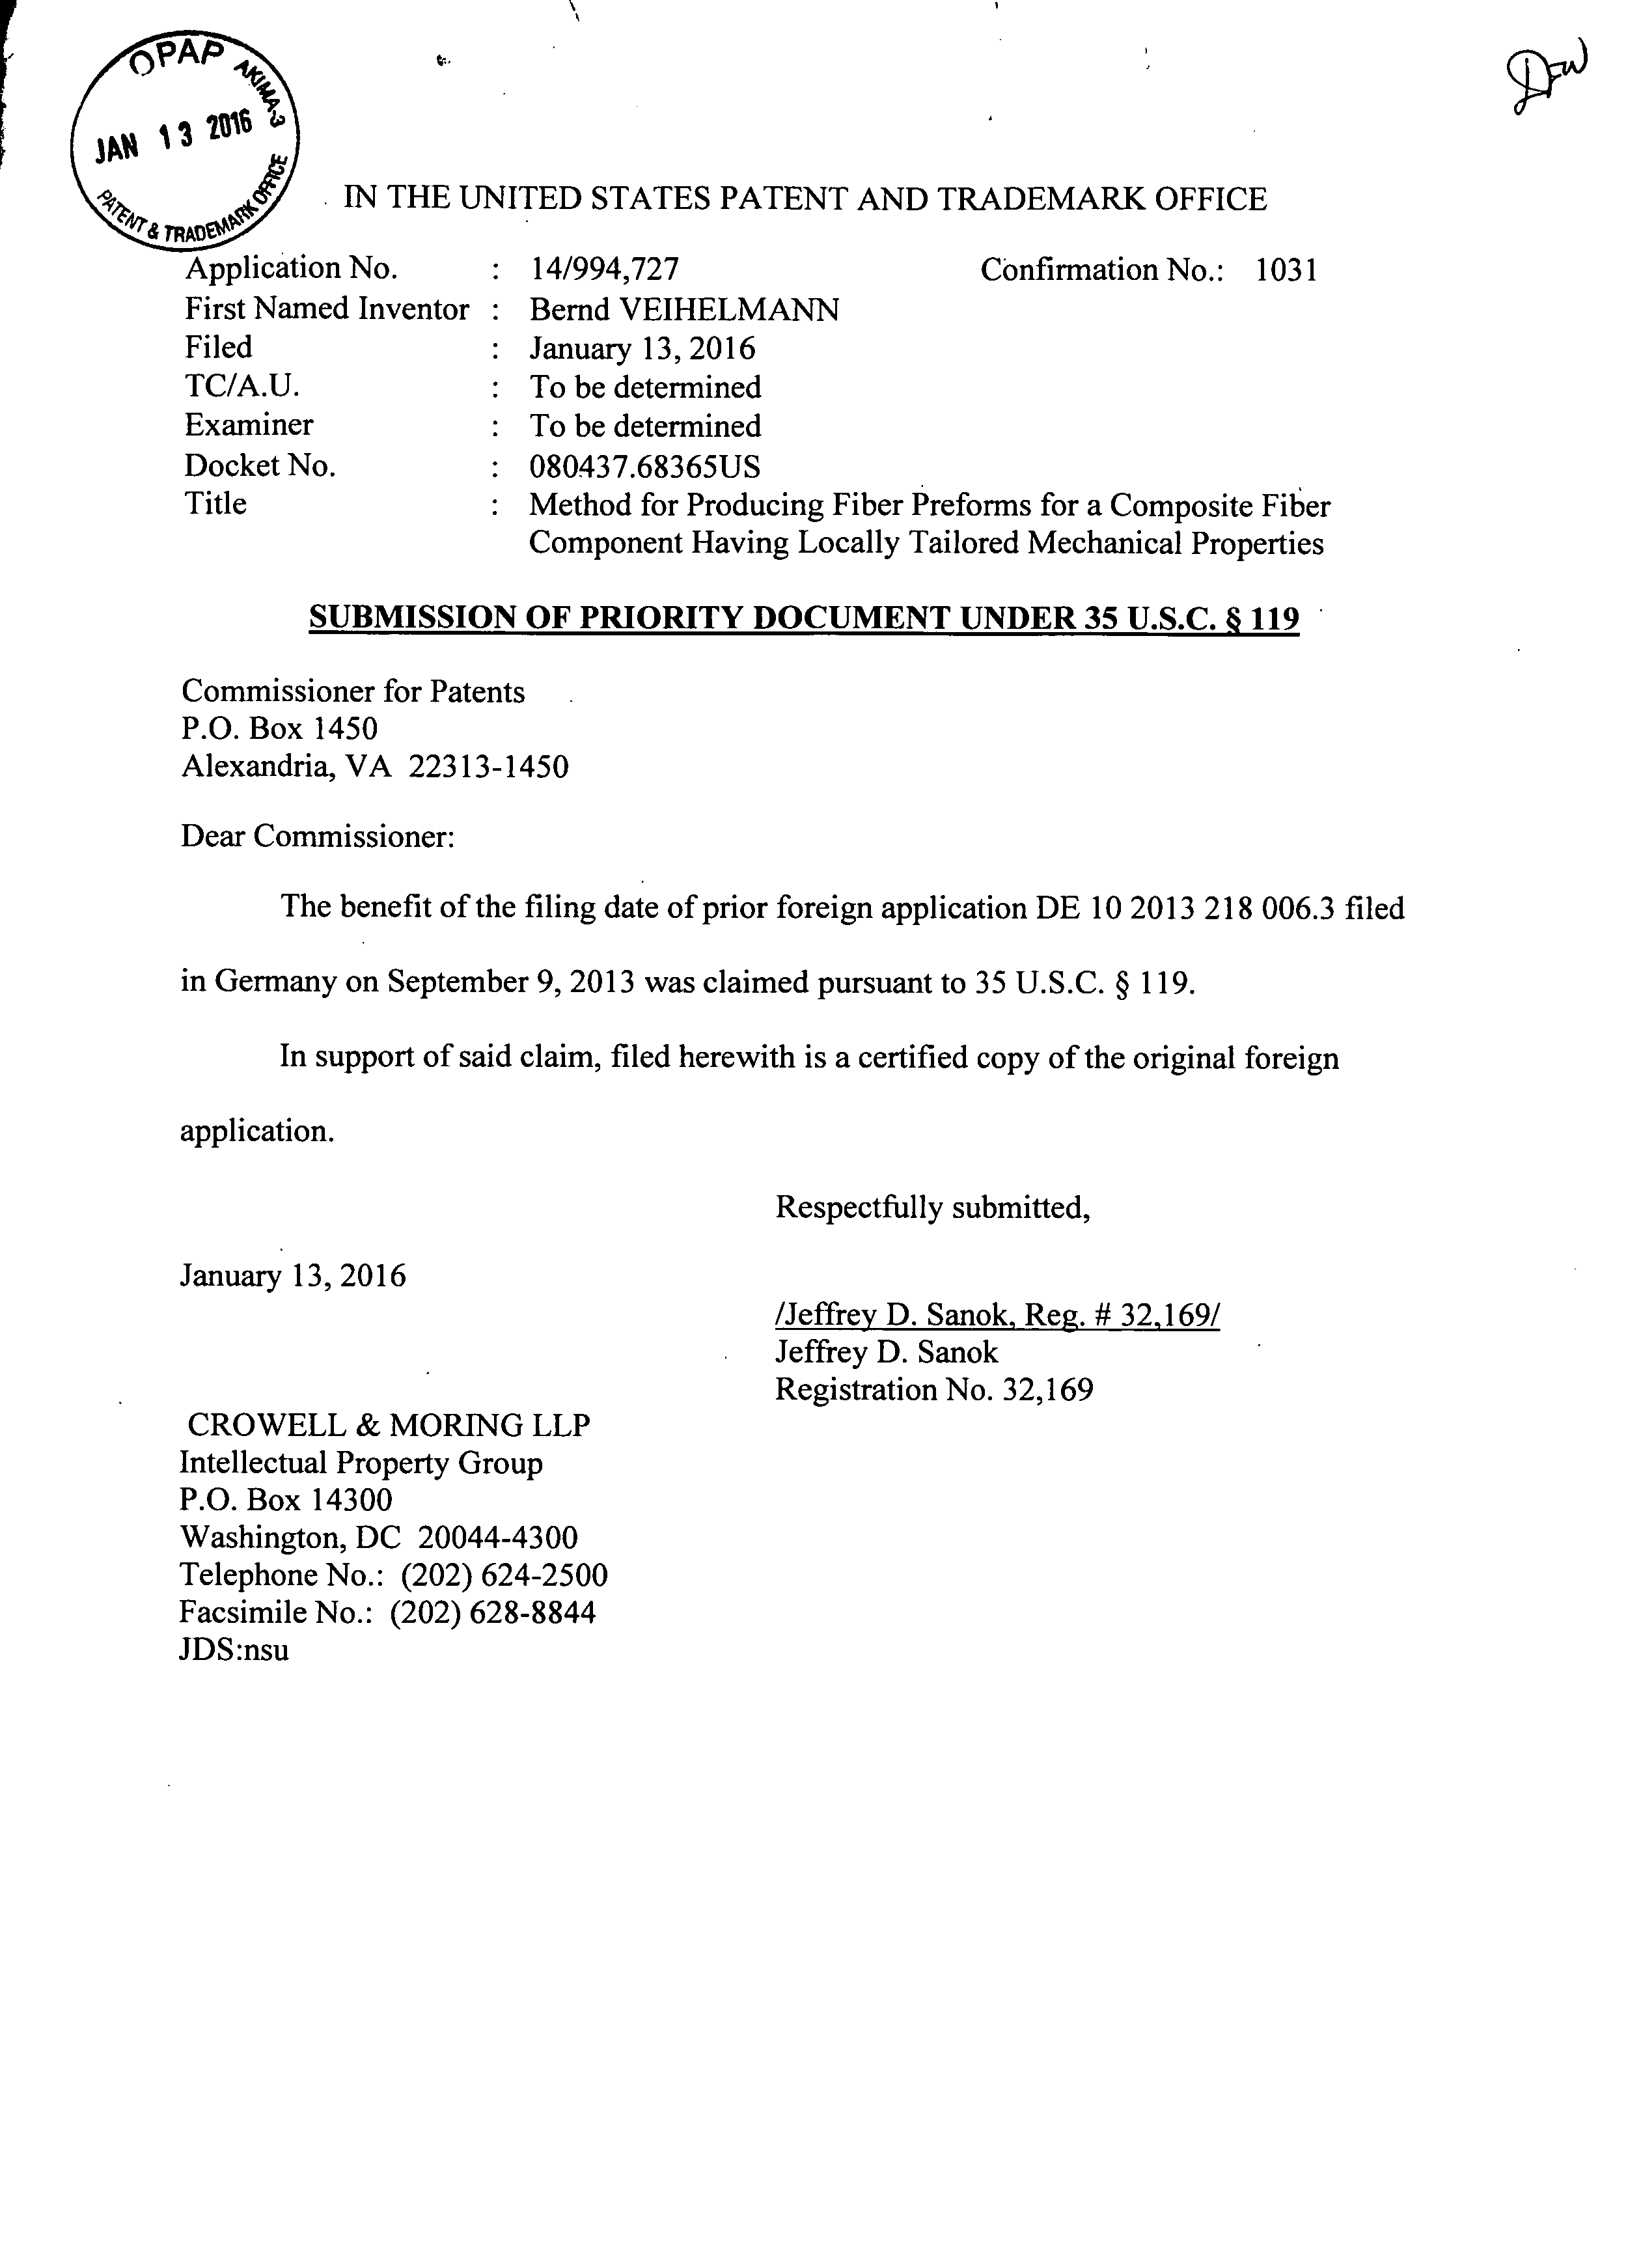 OPAP AKIMA-3
JAN 13 2016
PATENT & TRADEMARK OFFICE
IN THE UNITED STATES PATENT AND TRADEMARK OFFICE
Application No. : 14/994,727 Confirmation No.: 1031
First Named Inventor : Bernd VEIHELMANN
Filed : January 13, 2016
TC/A.U. : To be determined
Examiner : To be determined
Docket No. : 080437.68365US
Title : Method for Producing Fiber Preforms for a Composite Fiber
Component Having Locally Tailored Mechanical Properties
SUBMISSION OF PRIORITY DOCUMENT UNDER 35 U.S.C. § 119
Commissioner for Patents
P.O. Box 1450
Alexandria, VA 22313-1450
Dear Commissioner:
The benefit of the filing date of prior foreign application DE 10 2013 218 006.3 filed
in Germany on September 9, 2013 was claimed pursuant to 35 U.S.C. § 119.
In support of said claim, filed herewith is a certified copy of the original foreign
application.
Respectfully submitted,
January 13, 2016
/Jeffrey D. Sanok, Reg. # 32,169/
Jeffrey D. Sanok
Registration No. 32,169
CROWELL & MORING LLP
Intellectual Property Group
P.O. Box 14300
Washington, DC 20044-4300
Telephone No.: (202) 624-2500
Facsimile No.: (202) 628-8844
JDS:nsu